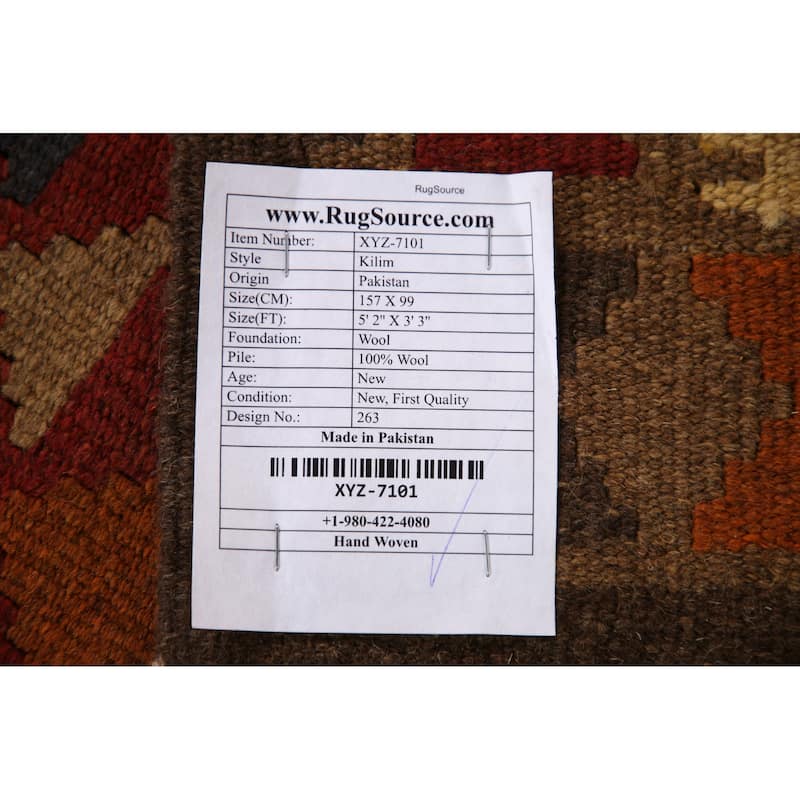 RugSource
www.RugSource.com
Item Number: XYZ-7101
Style Kilim
Origin Pakistan
Size(CM): 157 X 99
Size(FT): 5' 2" X 3' 3"
Foundation: Wool
Pile: 100% Wool
Age: New
Condition: New, First Quality
Design No.: 263
Made in Pakistan
XYZ-7101
+1-980-422-4080
Hand Woven